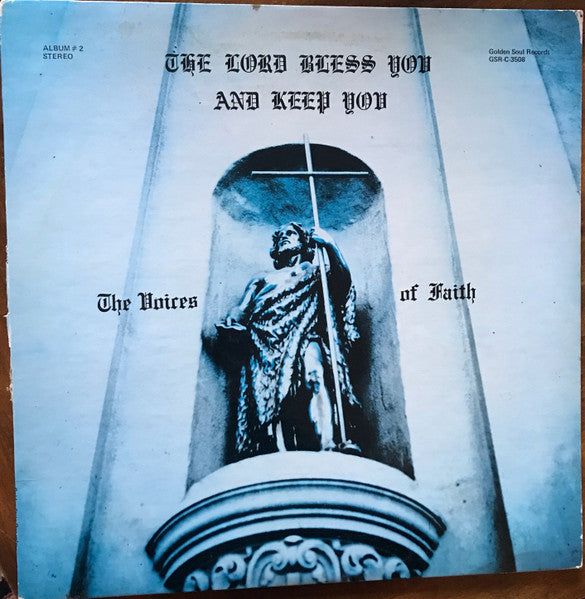 ALBUM # 2
STEREO
Golden Soul Records
GSR-C-3508
THE LORD BLESS YOU
AND KEEP YOU
The Voices of Faith